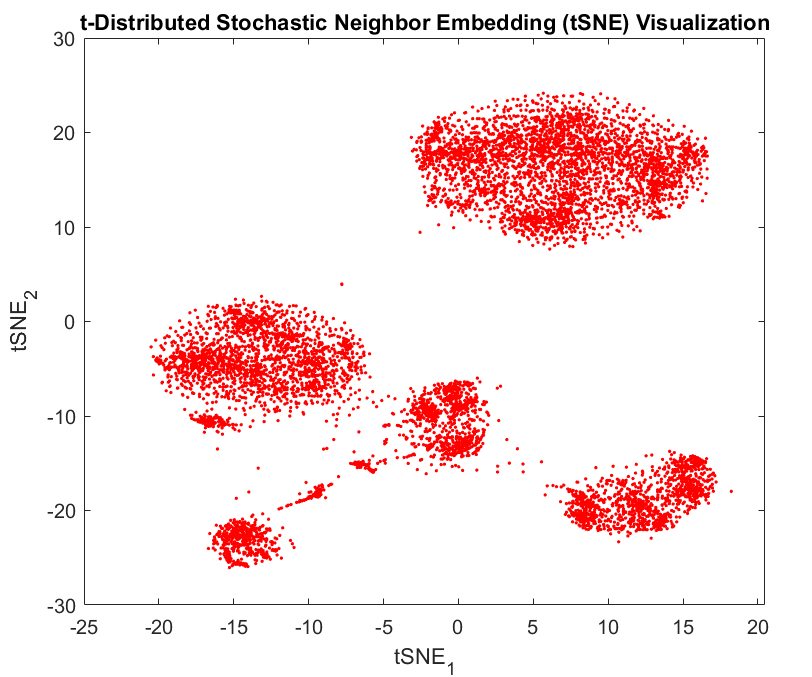 t-Distributed Stochastic Neighbor Embedding (tSNE) Visualization
30
20
10
0
-10
-20
-30
tSNE2
-25 -20 -15 -10 -5 0 5 10 15 20
tSNE1